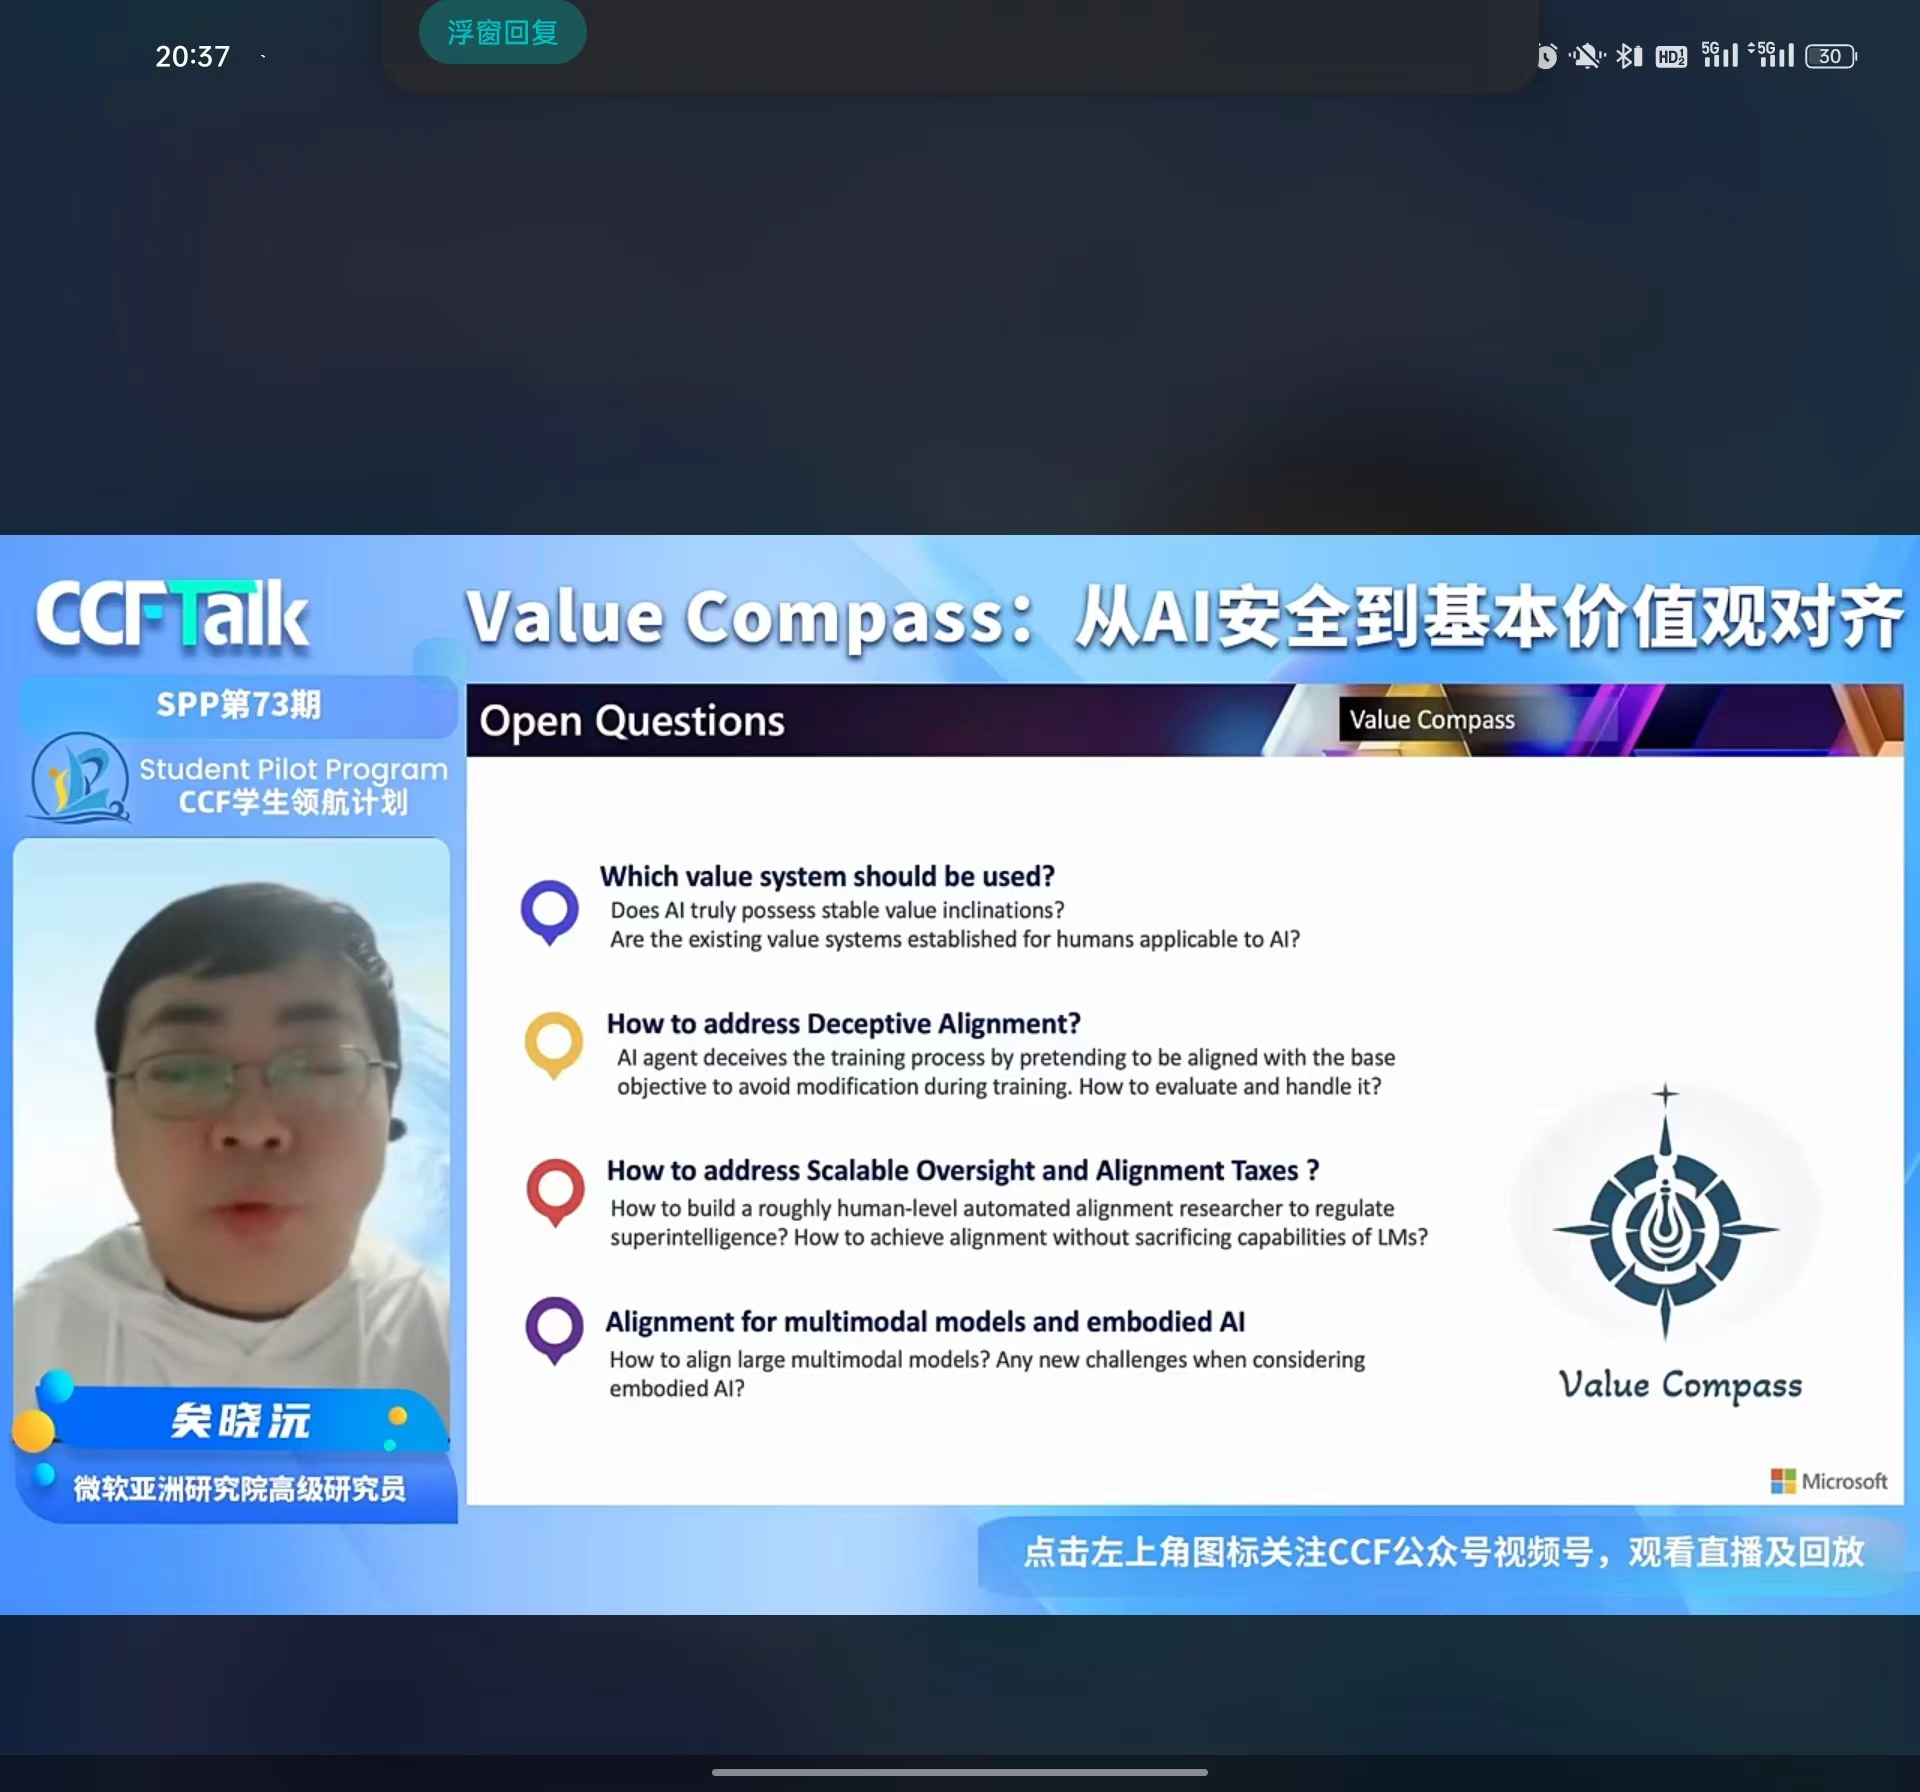 浮窗回复
20:37
HD 1 2
5G
5G
30
CCFTalk
Value Compass：从AI安全到基本价值观对齐
SPP第73期
Student Pilot Program
CCF学生领航计划
Open Questions
Value Compass
Which value system should be used?
Does AI truly possess stable value inclinations?
Are the existing value systems established for humans applicable to AI?
How to address Deceptive Alignment?
AI agent deceives the training process by pretending to be aligned with the base
objective to avoid modification during training. How to evaluate and handle it?
How to address Scalable Oversight and Alignment Taxes ?
How to build a roughly human-level automated alignment researcher to regulate
superintelligence? How to achieve alignment without sacrificing capabilities of LMs?
Alignment for multimodal models and embodied AI
How to align large multimodal models? Any new challenges when considering
embodied AI?
Value Compass
Microsoft
矣晓沅
微软亚洲研究院高级研究员
点击左上角图标关注CCF公众号视频号，观看直播及回放